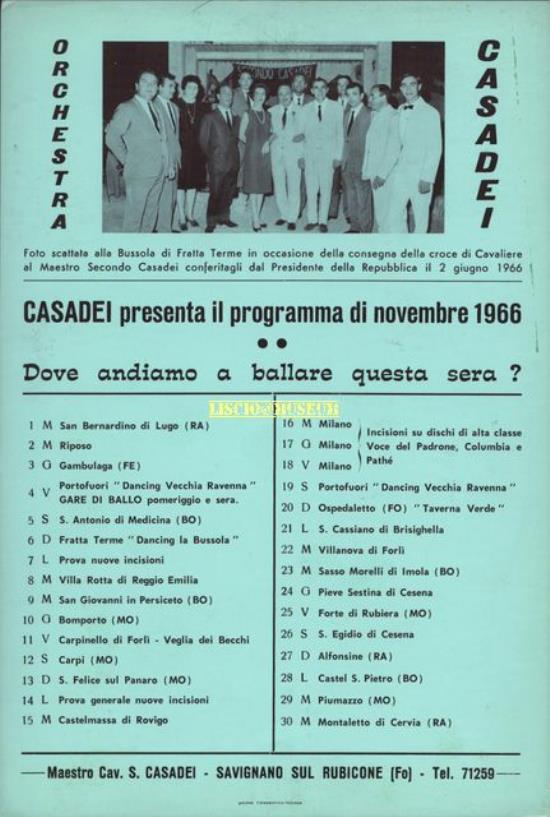 ORCHESTRA
CASADEI
SECONDO CASADEI
Foto scattata alla Bussola di Fratta Terme in occasione della consegna della croce di Cavaliere
al Maestro Secondo Casadei conferitagli dal Presidente della Repubblica il 2 giugno 1966
CASADEI presenta il programma di novembre 1966
Dove andiamo a ballare questa sera ?
LISCIO@MUSEUM
1 M San Bernardino di Lugo (RA)
2 M Riposo
3 G Gambulaga (FE)
4 V Portofuori "Dancing Vecchia Ravenna"
GARE DI BALLO pomeriggio e sera.
5 S S. Antonio di Medicina (BO)
6 D Fratta Terme "Dancing la Bussola"
7 L Prova nuove incisioni
8 M Villa Rotta di Reggio Emilia
9 M San Giovanni in Persiceto (BO)
10 G Bomporto (MO)
11 V Carpinello di Forlì - Veglia dei Becchi
12 S Carpi (MO)
13 D S. Felice sul Panaro (MO)
14 L Prova generale nuove incisioni
15 M Castelmassa di Rovigo
16 M Milano
17 G Milano
18 V Milano
Incisioni su dischi di alta classe
Voce del Padrone, Columbia e
Pathé
19 S Portofuori "Dancing Vecchia Ravenna"
20 D Ospedaletto (FO) "Taverna Verde"
21 L S. Cassiano di Brisighella
22 M Villanova di Forlì
23 M Sasso Morelli di Imola (BO)
24 G Pieve Sestina di Cesena
25 V Forte di Rubiera (MO)
26 S S. Egidio di Cesena
27 D Alfonsine (RA)
28 L Castel S. Pietro (BO)
29 M Piumazzo (MO)
30 M Montaletto di Cervia (RA)
Maestro Cav. S. CASADEI - SAVIGNANO SUL RUBICONE (Fo) - Tel. 71259